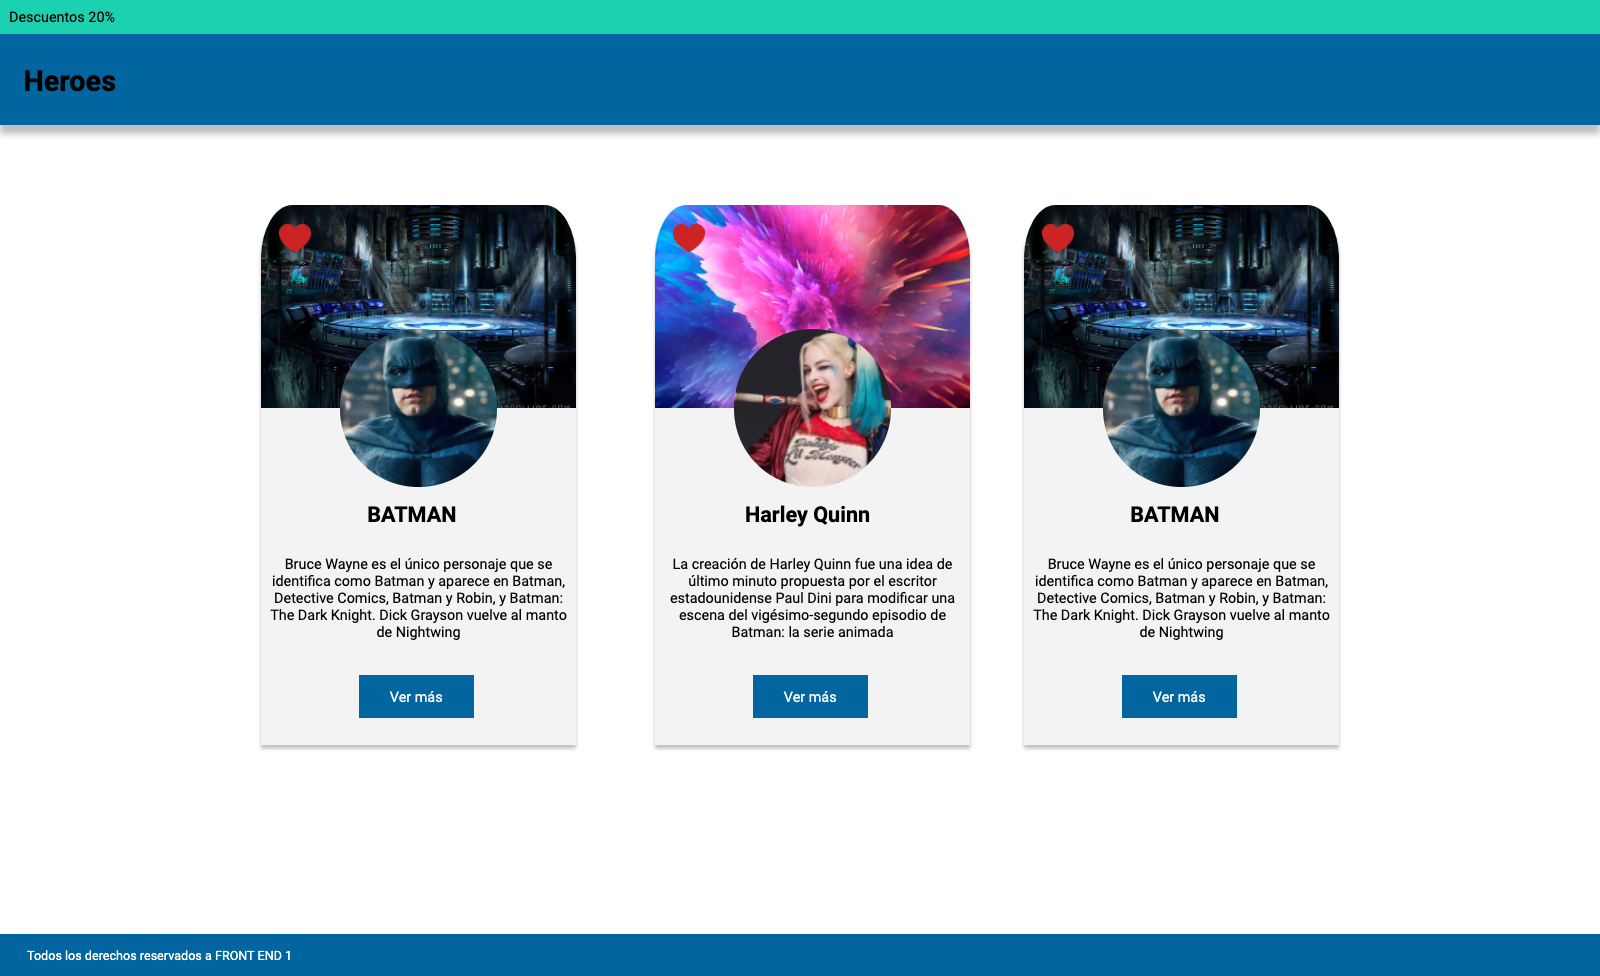 Descuentos 20%
Heroes
BATMAN
Bruce Wayne es el único personaje que se
identifica como Batman y aparece en Batman,
Detective Comics, Batman y Robin, y Batman:
The Dark Knight. Dick Grayson vuelve al manto
de Nightwing
Ver más
Daddy's
Lil Monster
Harley Quinn
La creación de Harley Quinn fue una idea de
último minuto propuesta por el escritor
estadounidense Paul Dini para modificar una
escena del vigésimo-segundo episodio de
Batman: la serie animada
Ver más
BATMAN
Bruce Wayne es el único personaje que se
identifica como Batman y aparece en Batman,
Detective Comics, Batman y Robin, y Batman:
The Dark Knight. Dick Grayson vuelve al manto
de Nightwing
Ver más
Todos los derechos reservados a FRONT END 1